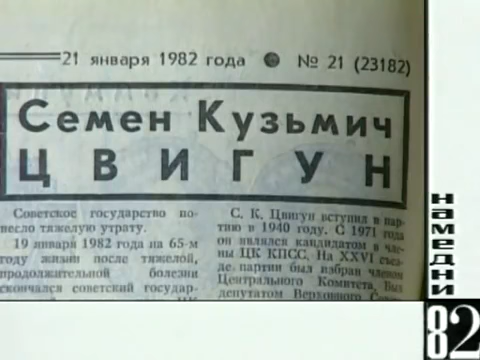 21 января 1982 года № 21 (23182)
Семен Кузьмич
ЦВИГУН
Советское государство по-
несло тяжелую утрату.
19 января 1982 года на 65-м
году жизни после тяжелой,
продолжительной болезни
скончался советский государ-
С. К. Цвигун вступил в пар-
тию в 1940 году. С 1971 года
он являлся кандидатом в чле-
ны ЦК КПСС. На XXVI съез-
де партии был избран членом
Центрального Комитета. Был
депутатом Верховного
намедни
82